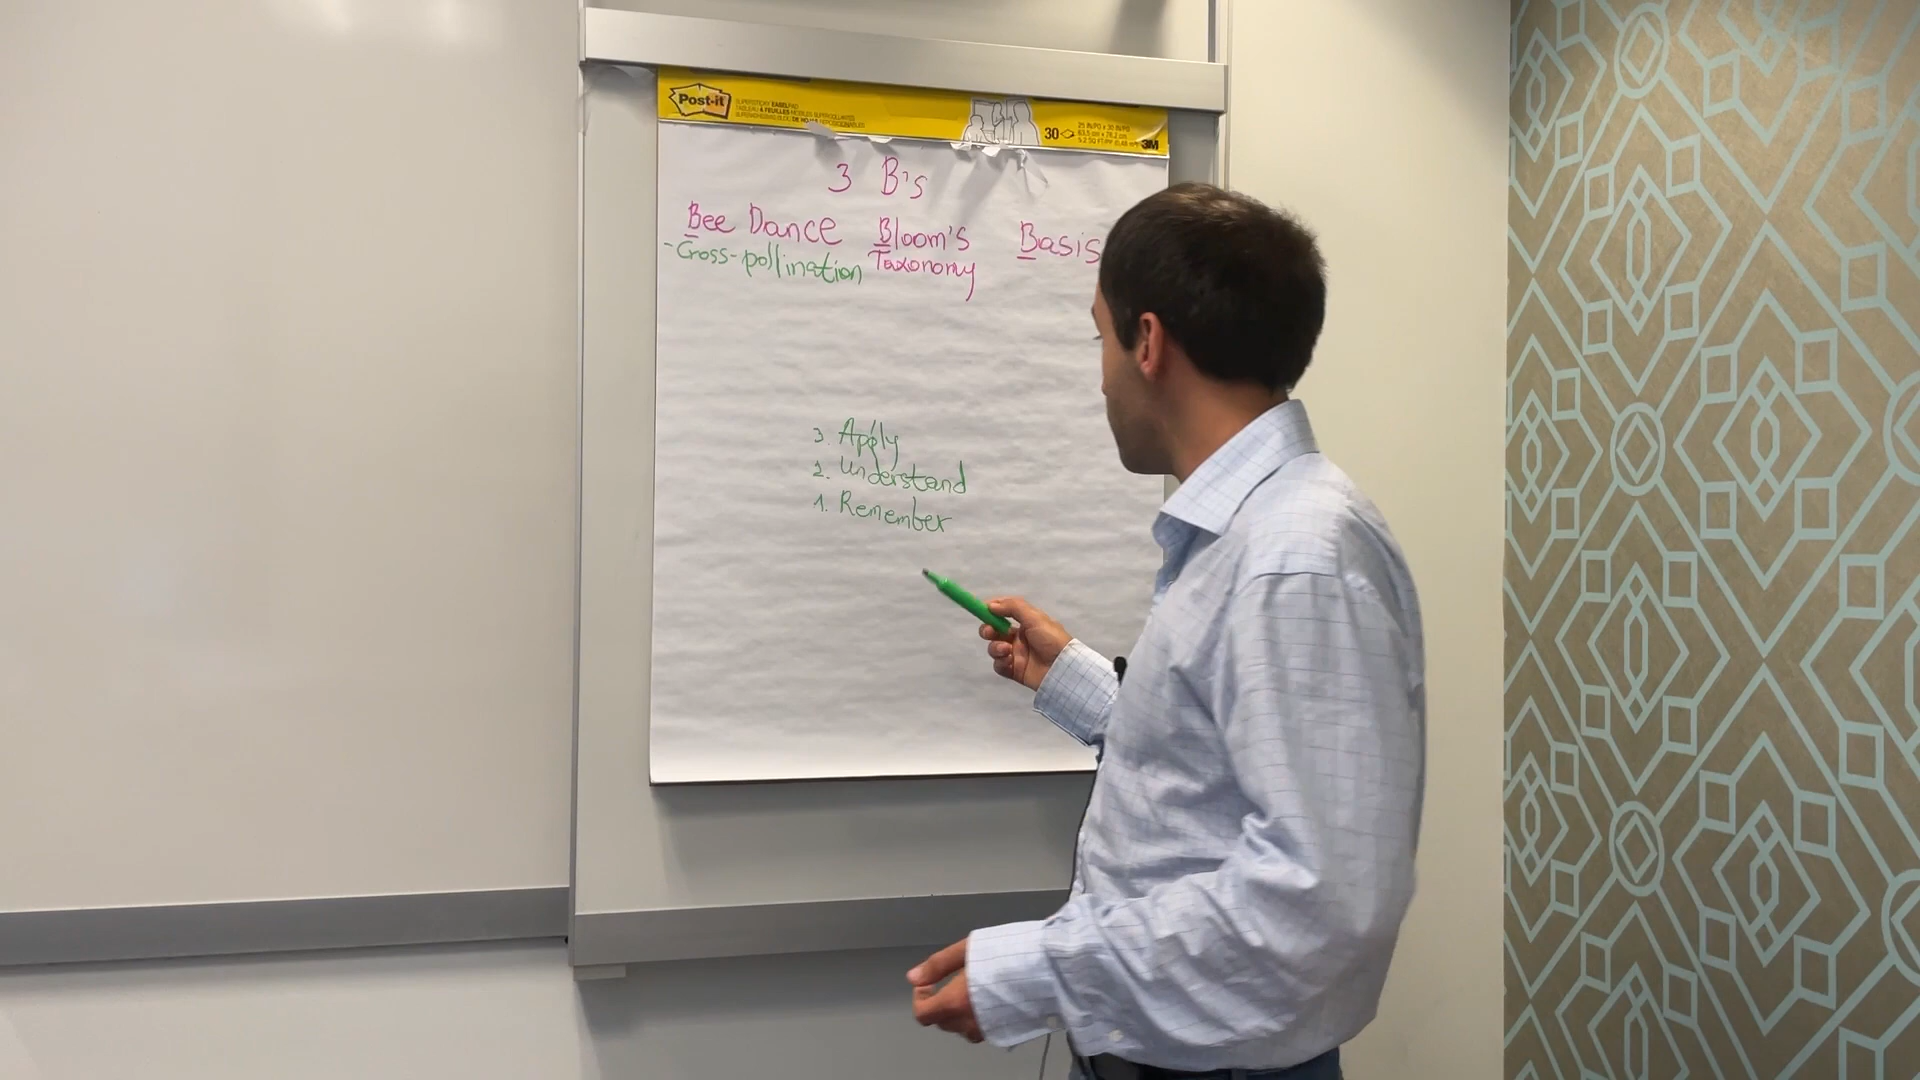 Post-it
30
3M
3 B's
Bee Dance Bloom's Basis
-Cross-pollination Taxonomy
3. Apply
2. Understand
1. Remember